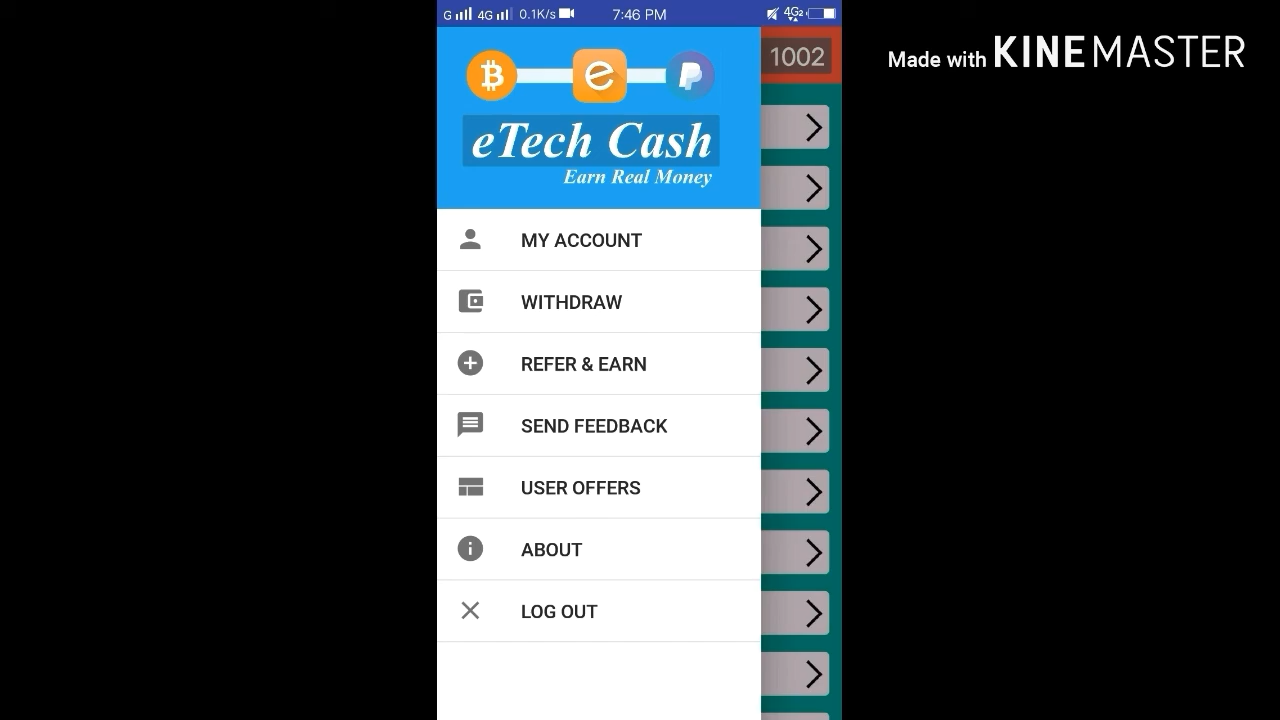 G 4G 0.1K/s 7:46 PM 4G2
1002
Made with KINEMASTER
eTech Cash
Earn Real Money
MY ACCOUNT
WITHDRAW
REFER & EARN
SEND FEEDBACK
USER OFFERS
ABOUT
LOG OUT